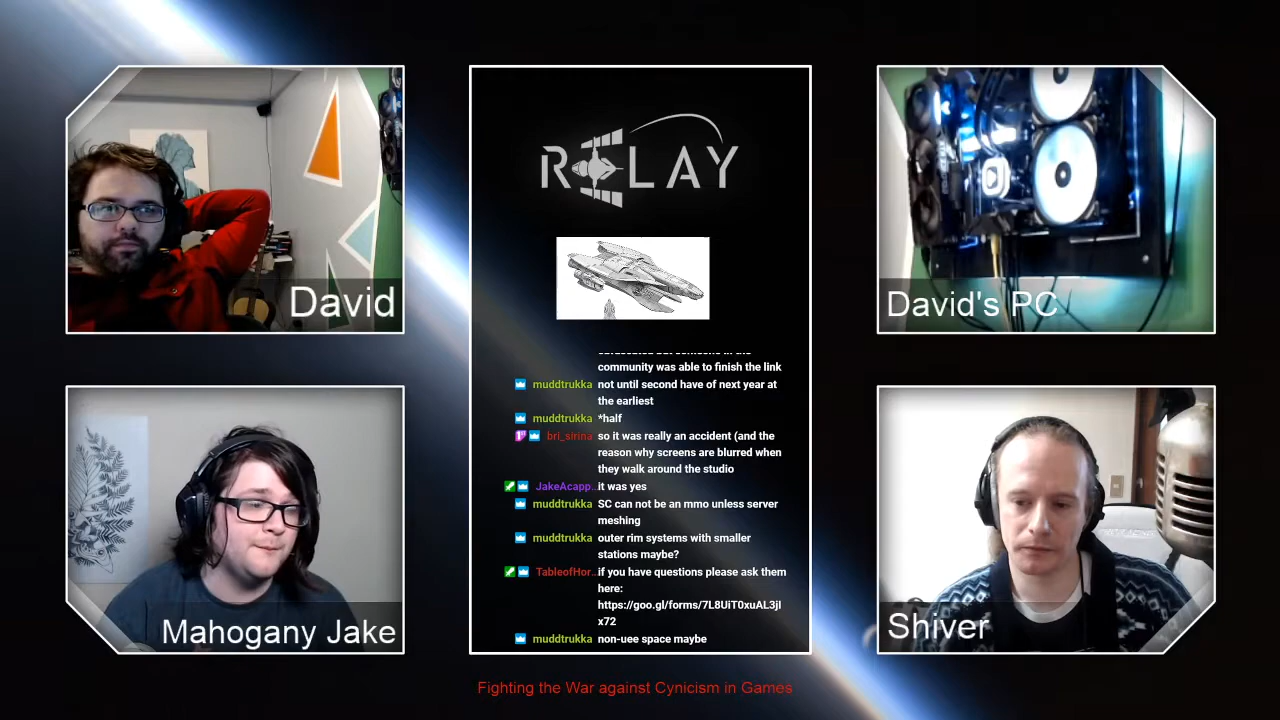 RELAY
David
David's PC
community was able to finish the link
muddtrukka not until second have of next year at
the earliest
muddtrukka *half
bri_sirina so it was really an accident (and the
reason why screens are blurred when
they walk around the studio
JakeAcapp.. it was yes
muddtrukka SC can not be an mmo unless server
meshing
muddtrukka outer rim systems with smaller
stations maybe?
TableofHor.. if you have questions please ask them
here:
https://goo.gl/forms/7L8UiT0xuAL3jI
x72
muddtrukka non-uee space maybe
Mahogany Jake
Shiver
Fighting the War against Cynicism in Games